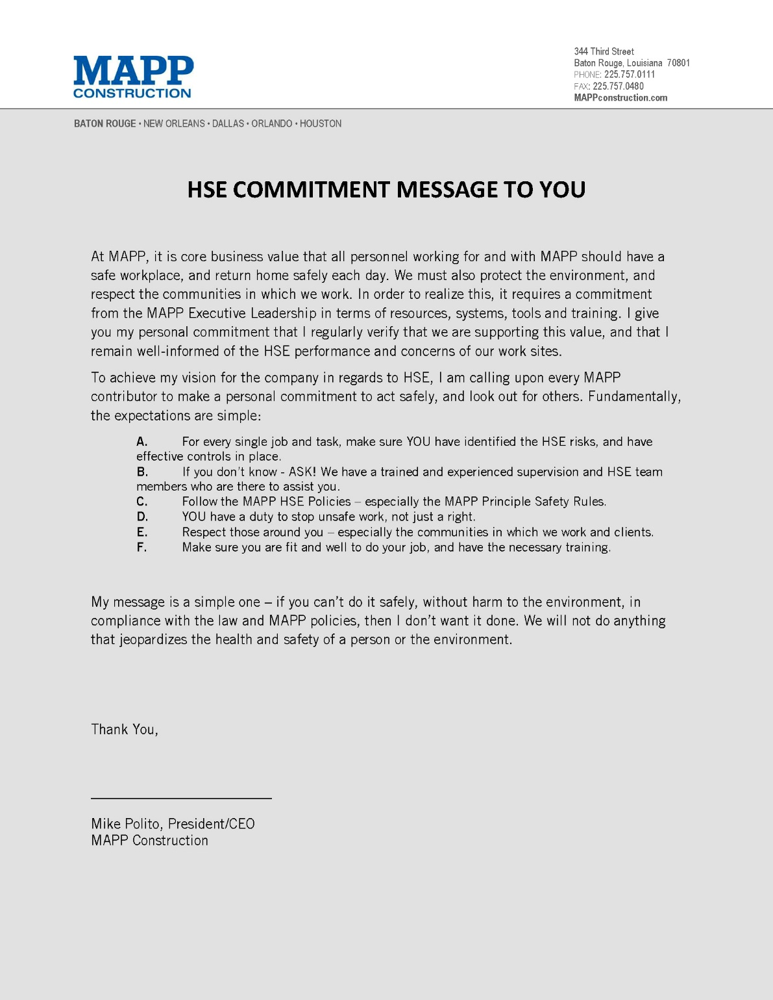 MAPP
CONSTRUCTION
344 Third Street
Baton Rouge, Louisiana 70801
PHONE: 225.757.0111
FAX: 225.757.0480
MAPPconstruction.com
BATON ROUGE • NEW ORLEANS • DALLAS • ORLANDO • HOUSTON
HSE COMMITMENT MESSAGE TO YOU
At MAPP, it is core business value that all personnel working for and with MAPP should have a
safe workplace, and return home safely each day. We must also protect the environment, and
respect the communities in which we work. In order to realize this, it requires a commitment
from the MAPP Executive Leadership in terms of resources, systems, tools and training. I give
you my personal commitment that I regularly verify that we are supporting this value, and that I
remain well-informed of the HSE performance and concerns of our work sites.
To achieve my vision for the company in regards to HSE, I am calling upon every MAPP
contributor to make a personal commitment to act safely, and look out for others. Fundamentally,
the expectations are simple:
A. For every single job and task, make sure YOU have identified the HSE risks, and have
effective controls in place.
B. If you don't know - ASK! We have a trained and experienced supervision and HSE team
members who are there to assist you.
C. Follow the MAPP HSE Policies – especially the MAPP Principle Safety Rules.
D. YOU have a duty to stop unsafe work, not just a right.
E. Respect those around you – especially the communities in which we work and clients.
F. Make sure you are fit and well to do your job, and have the necessary training.
My message is a simple one – if you can't do it safely, without harm to the environment, in
compliance with the law and MAPP policies, then I don't want it done. We will not do anything
that jeopardizes the health and safety of a person or the environment.
Thank You,
Mike Polito, President/CEO
MAPP Construction